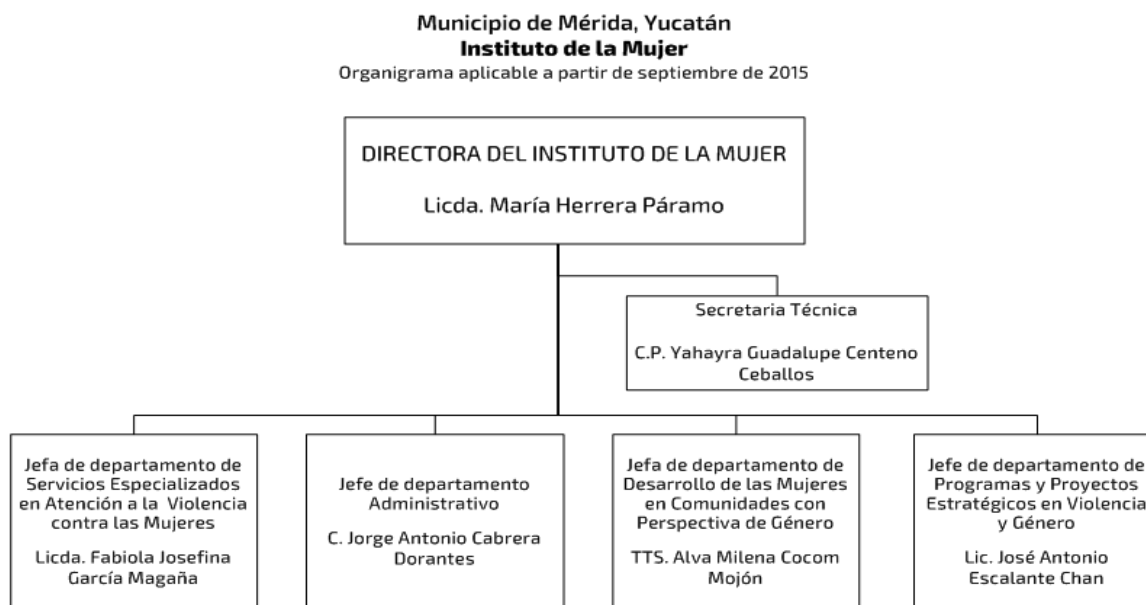 Municipio de Mérida, Yucatán
Instituto de la Mujer
Organigrama aplicable a partir de septiembre de 2015
DIRECTORA DEL INSTITUTO DE LA MUJER
Licda. María Herrera Páramo
Secretaria Técnica
C.P. Yahayra Guadalupe Centeno
Ceballos
Jefa de departamento de
Servicios Especializados
en Atención a la Violencia
contra las Mujeres
Licda. Fabiola Josefina
García Magaña
Jefe de departamento
Administrativo
C. Jorge Antonio Cabrera
Dorantes
Jefa de departamento de
Desarrollo de las Mujeres
en Comunidades con
Perspectiva de Género
TTS. Alva Milena Cocom
Mojón
Jefe de departamento de
Programas y Proyectos
Estratégicos en Violencia
y Género
Lic. José Antonio
Escalante Chan